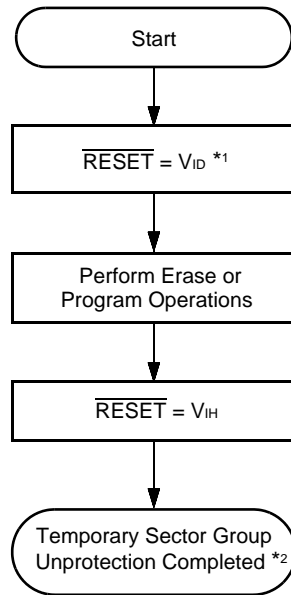 Start
RESET = VID *1
Perform Erase or
Program Operations
RESET = VIH
Temporary Sector Group
Unprotection Completed *2